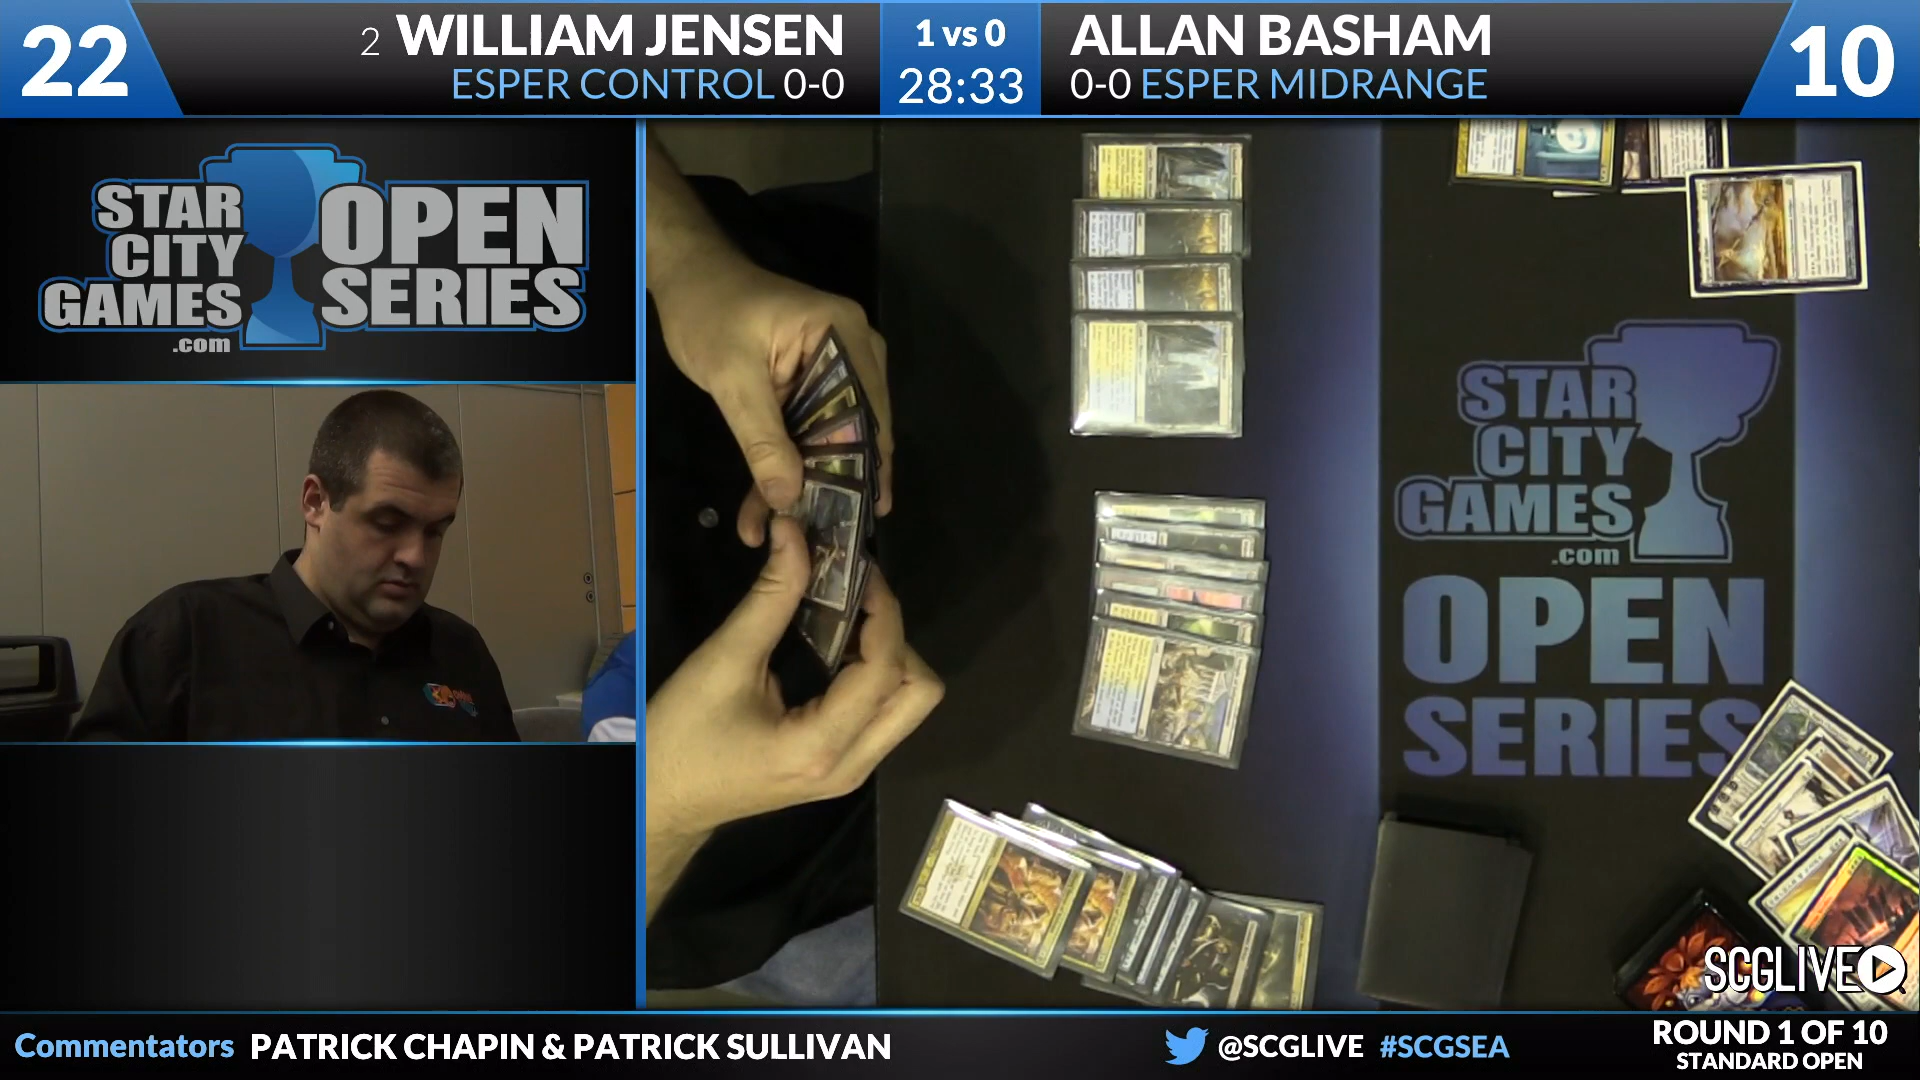 22
2 WILLIAM JENSEN
ESPER CONTROL 0-0
1 vs 0
28:33
ALLAN BASHAM
0-0 ESPER MIDRANGE
10
STAR
CITY
GAMES
.com
OPEN
SERIES
STAR
CITY
GAMES
.com
OPEN
SERIES
SCGLIVE
Commentators PATRICK CHAPIN & PATRICK SULLIVAN
@SCGLIVE #SCGSEA
ROUND 1 OF 10
STANDARD OPEN